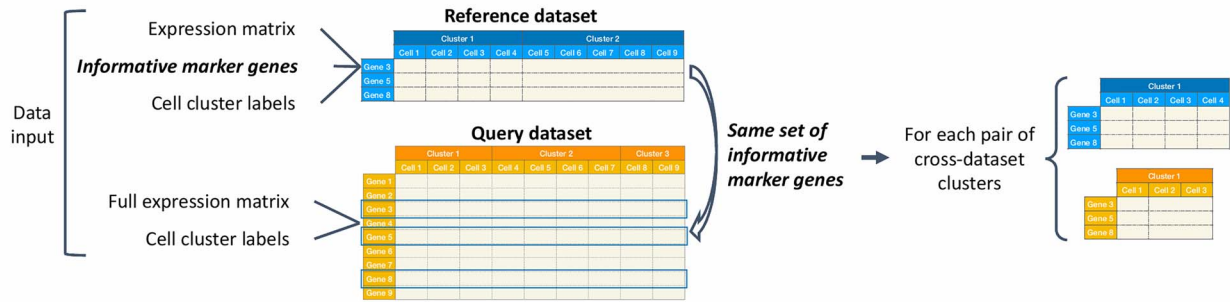 Data
input
Expression matrix
Informative marker genes
Cell cluster labels
Full expression matrix
Cell cluster labels
Reference dataset
Cluster 1 Cluster 2
Cell 1 Cell 2 Cell 3 Cell 4 Cell 5 Cell 6 Cell 7 Cell 8 Cell 9
Gene 3
Gene 5
Gene 8
Query dataset
Cluster 1 Cluster 2 Cluster 3
Cell 1 Cell 2 Cell 3 Cell 4 Cell 5 Cell 6 Cell 7 Cell 8 Cell 9
Gene 1
Gene 2
Gene 3
Gene 4
Gene 5
Gene 6
Gene 7
Gene 8
Gene 9
Same set of
informative
marker genes
For each pair of
cross-dataset
clusters
Cluster 1
Cell 1 Cell 2 Cell 3 Cell 4
Gene 3
Gene 5
Gene 8
Cluster 1
Cell 1 Cell 2 Cell 3
Gene 3
Gene 5
Gene 8